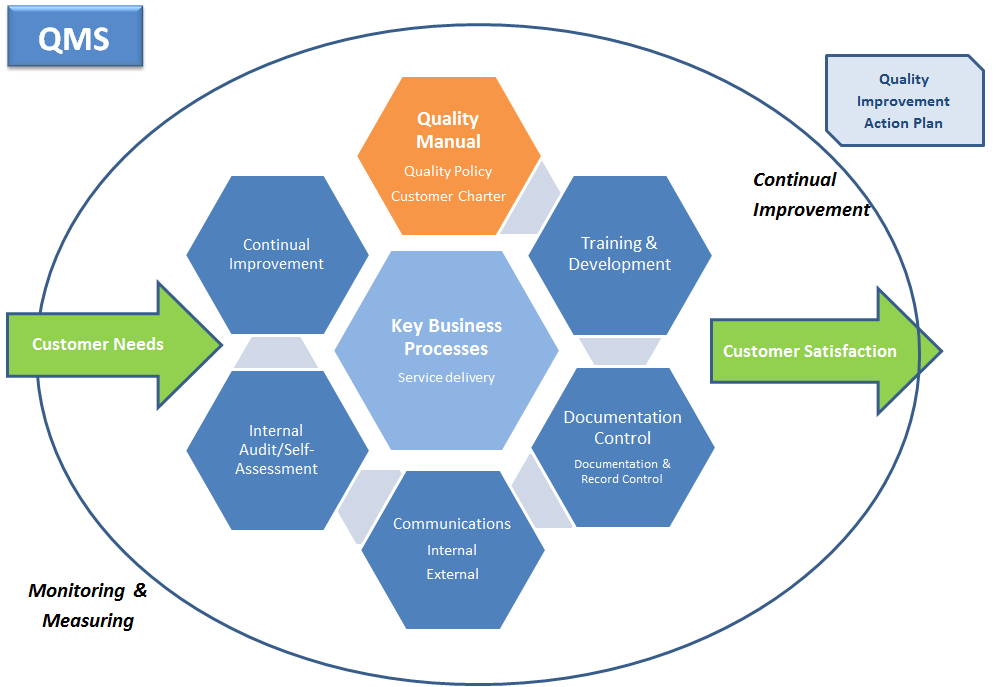 QMS
Quality
Improvement
Action Plan
Quality
Manual
Quality Policy
Customer Charter
Continual
Improvement
Continual
Improvement
Training &
Development
Key Business
Processes
Service delivery
Customer Needs
Customer Satisfaction
Internal
Audit/Self-
Assessment
Documentation
Control
Documentation &
Record Control
Communications
Internal
External
Monitoring &
Measuring